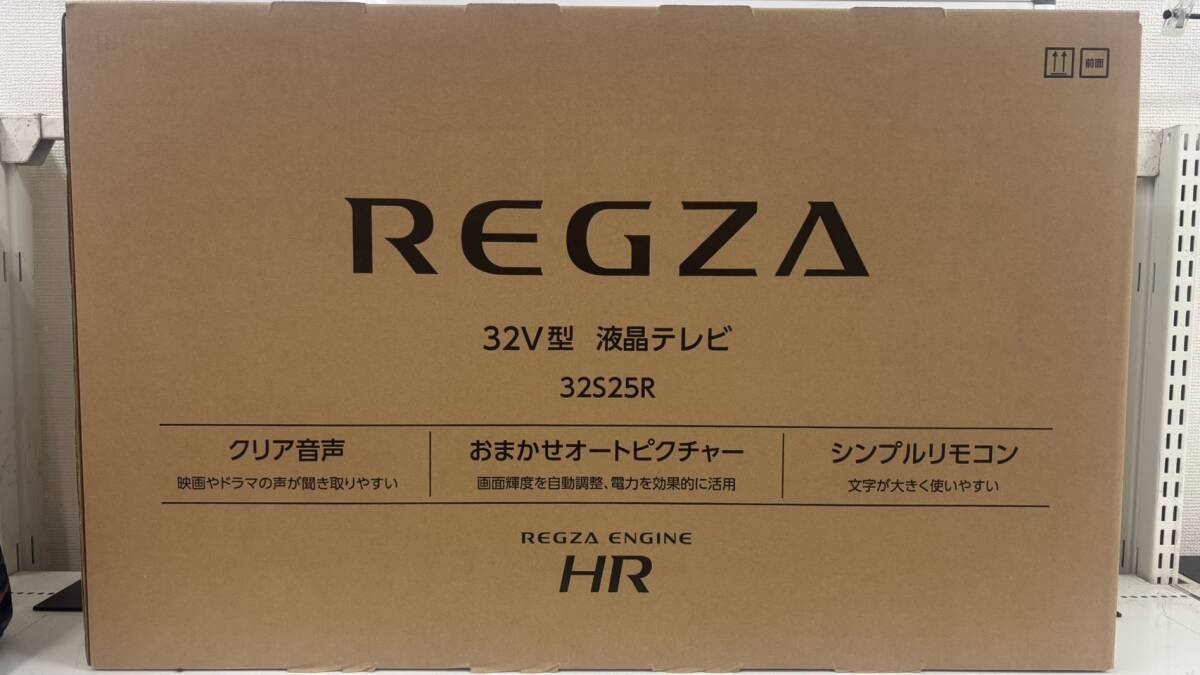 前面
REGZA
32V型 液晶テレビ
32S25R
クリア音声
映画やドラマの声が聞き取りやすい
おまかせオートピクチャー
画面輝度を自動調整、電力を効果的に活用
シンプルリモコン
文字が大きく使いやすい
REGZA ENGINE
HR